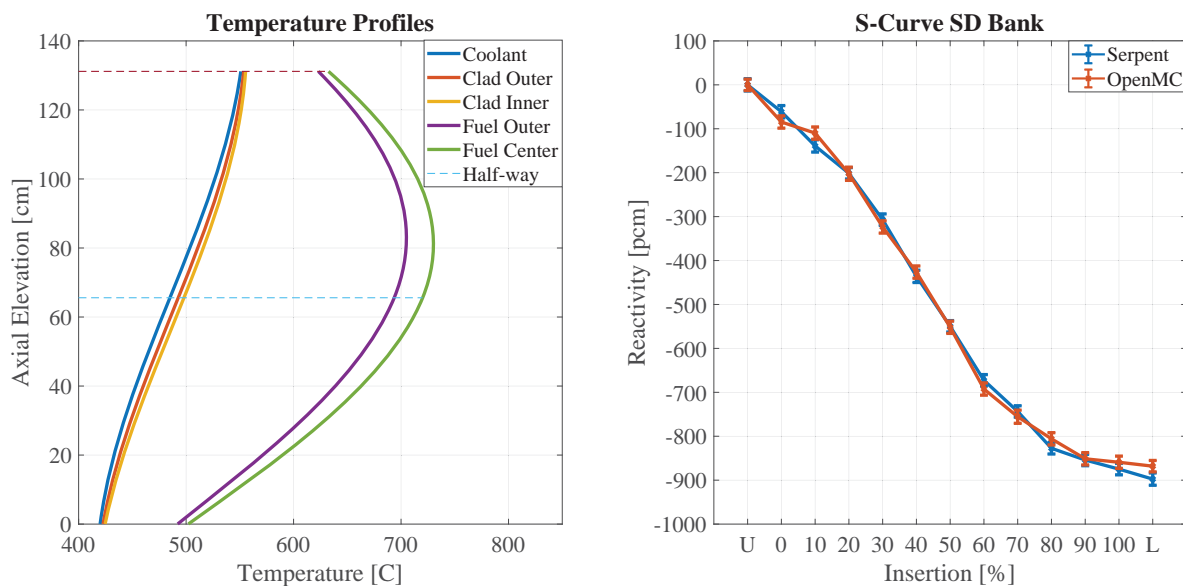 Temperature Profiles
140
120
100
80
60
40
20
0
Axial Elevation [cm]
400 500 600 700 800
Temperature [C]
Coolant
Clad Outer
Clad Inner
Fuel Outer
Fuel Center
Half-way
S-Curve SD Bank
100
0
-100
-200
-300
-400
-500
-600
-700
-800
-900
-1000
Reactivity [pcm]
U 0 10 20 30 40 50 60 70 80 90 100 L
Insertion [%]
Serpent
OpenMC